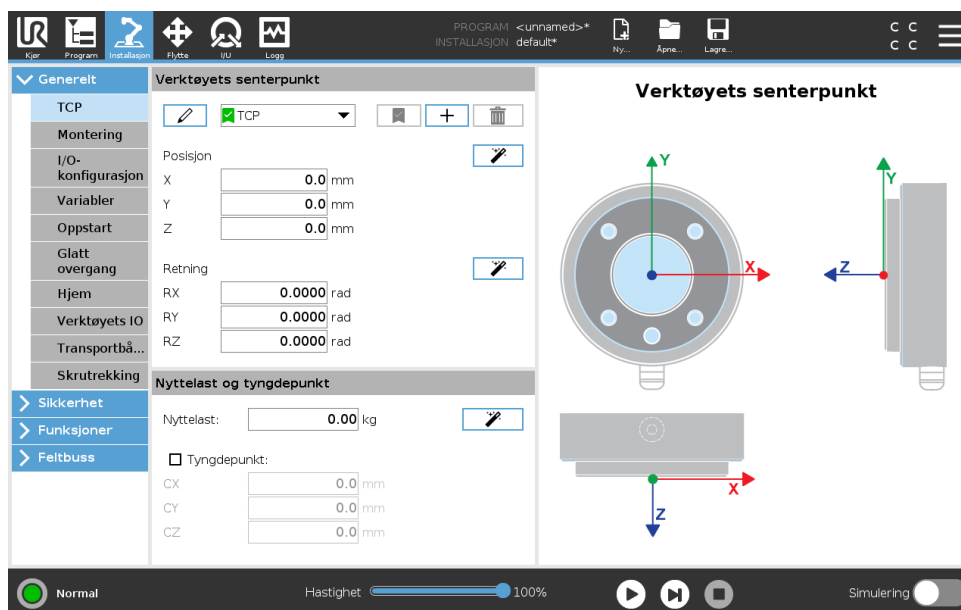 UR
Kjør
Program
Installasjon
Flytte
I/U
Logg
PROGRAM <unnamed>*
INSTALLASJON default*
Ny...
Åpne...
Lagre...
C C
C C
Generelt
TCP
Montering
I/O-
konfigurasjon
Variabler
Oppstart
Glatt
overgang
Hjem
Verktøyets IO
Transportbå...
Skrutrekking
Sikkerhet
Funksjoner
Feltbuss
Verktøyets senterpunkt
TCP
Posisjon
X 0.0 mm
Y 0.0 mm
Z 0.0 mm
Retning
RX 0.0000 rad
RY 0.0000 rad
RZ 0.0000 rad
Nyttelast og tyngdepunkt
Nyttelast: 0.00 kg
Tyngdepunkt:
CX 0.0 mm
CY 0.0 mm
CZ 0.0 mm
Verktøyets senterpunkt
Y
X
Y
Z
X
Z
Normal
Hastighet 100%
Simulering